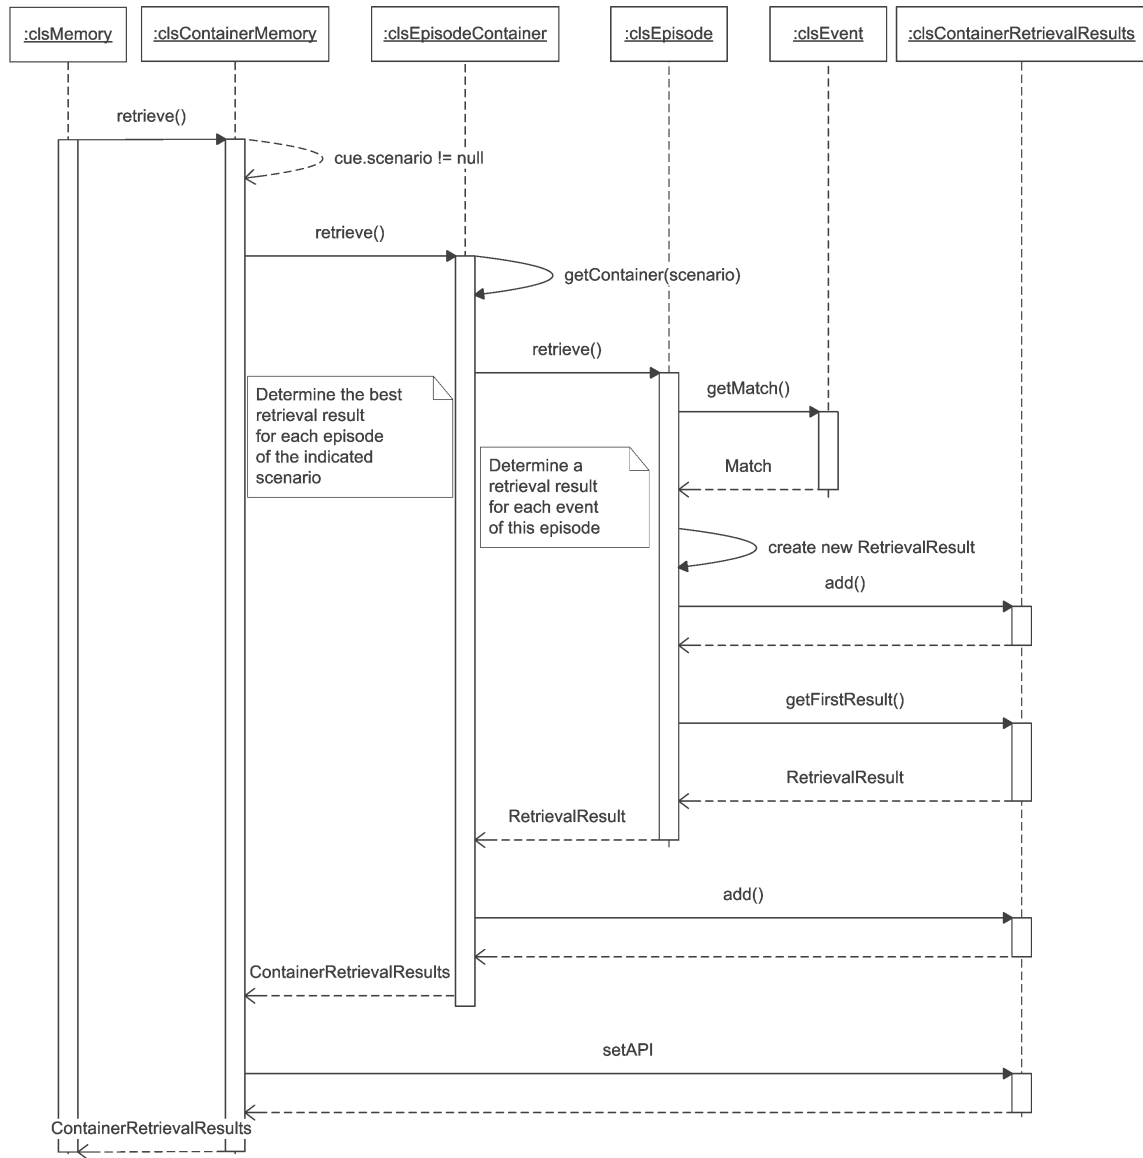 :clsMemory
:clsContainerMemory
:clsEpisodeContainer
:clsEpisode
:clsEvent
:clsContainerRetrievalResults
retrieve()
cue.scenario != null
retrieve()
getContainer(scenario)
retrieve()
getMatch()
Determine the best
retrieval result
for each episode
of the indicated
scenario
Determine a
retrieval result
for each event
of this episode
Match
create new RetrievalResult
add()
getFirstResult()
RetrievalResult
RetrievalResult
add()
ContainerRetrievalResults
setAPI
ContainerRetrievalResults